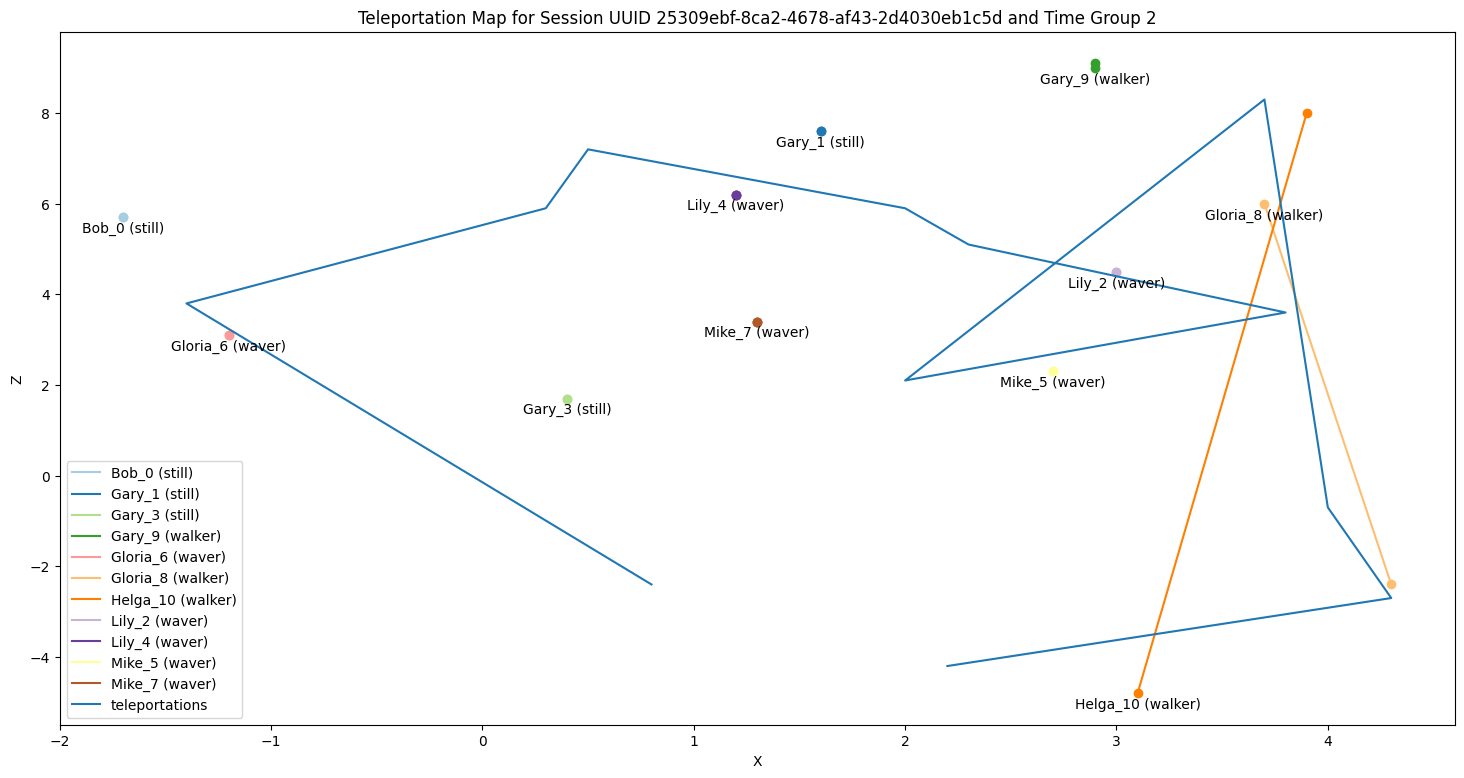 Teleportation Map for Session UUID 25309ebf-8ca2-4678-af43-2d4030eb1c5d and Time Group 2
Gary_9 (walker)
8
Gary_1 (still)
6
Lily_4 (waver)
Gloria_8 (walker)
Bob_0 (still)
4
Lily_2 (waver)
Mike_7 (waver)
Gloria_6 (waver)
Z
2
Mike_5 (waver)
Gary_3 (still)
0
−2
−4
Helga_10 (walker)
Bob_0 (still)
Gary_1 (still)
Gary_3 (still)
Gary_9 (walker)
Gloria_6 (waver)
Gloria_8 (walker)
Helga_10 (walker)
Lily_2 (waver)
Lily_4 (waver)
Mike_5 (waver)
Mike_7 (waver)
teleportations
−2 −1 0 1 2 3 4
X